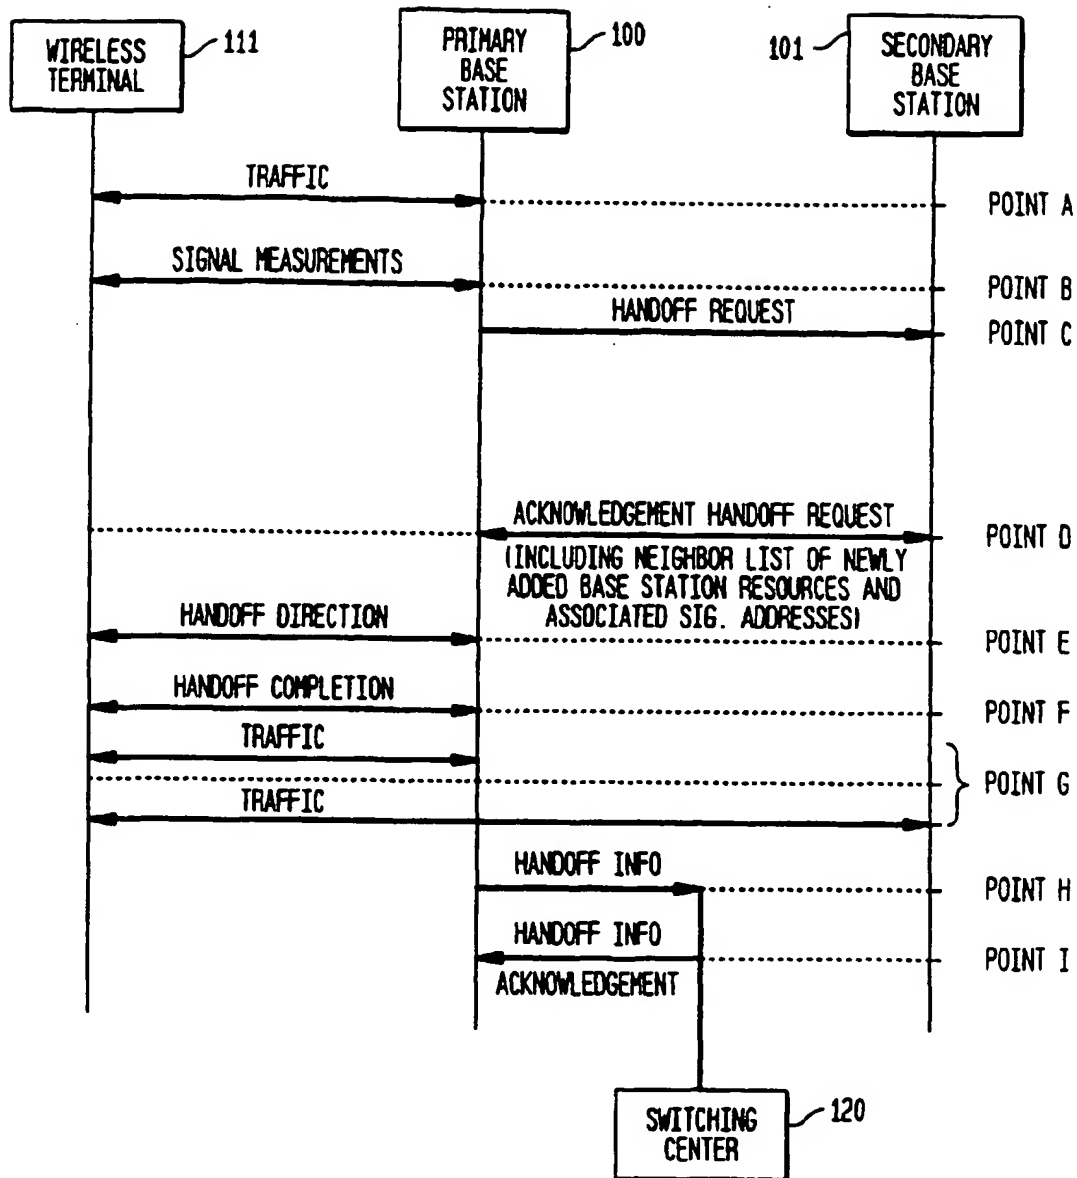 WIRELESS
TERMINAL
111
PRIMARY
BASE
STATION
100
101
SECONDARY
BASE
STATION
TRAFFIC
POINT A
SIGNAL MEASUREMENTS
POINT B
HANDOFF REQUEST
POINT C
ACKNOWLEDGEMENT HANDOFF REQUEST
POINT D
(INCLUDING NEIGHBOR LIST OF NEWLY
ADDED BASE STATION RESOURCES AND
ASSOCIATED SIG. ADDRESSES)
HANDOFF DIRECTION
POINT E
HANDOFF COMPLETION
POINT F
TRAFFIC
POINT G
TRAFFIC
HANDOFF INFO
POINT H
HANDOFF INFO
POINT I
ACKNOWLEDGEMENT
SWITCHING
CENTER
120